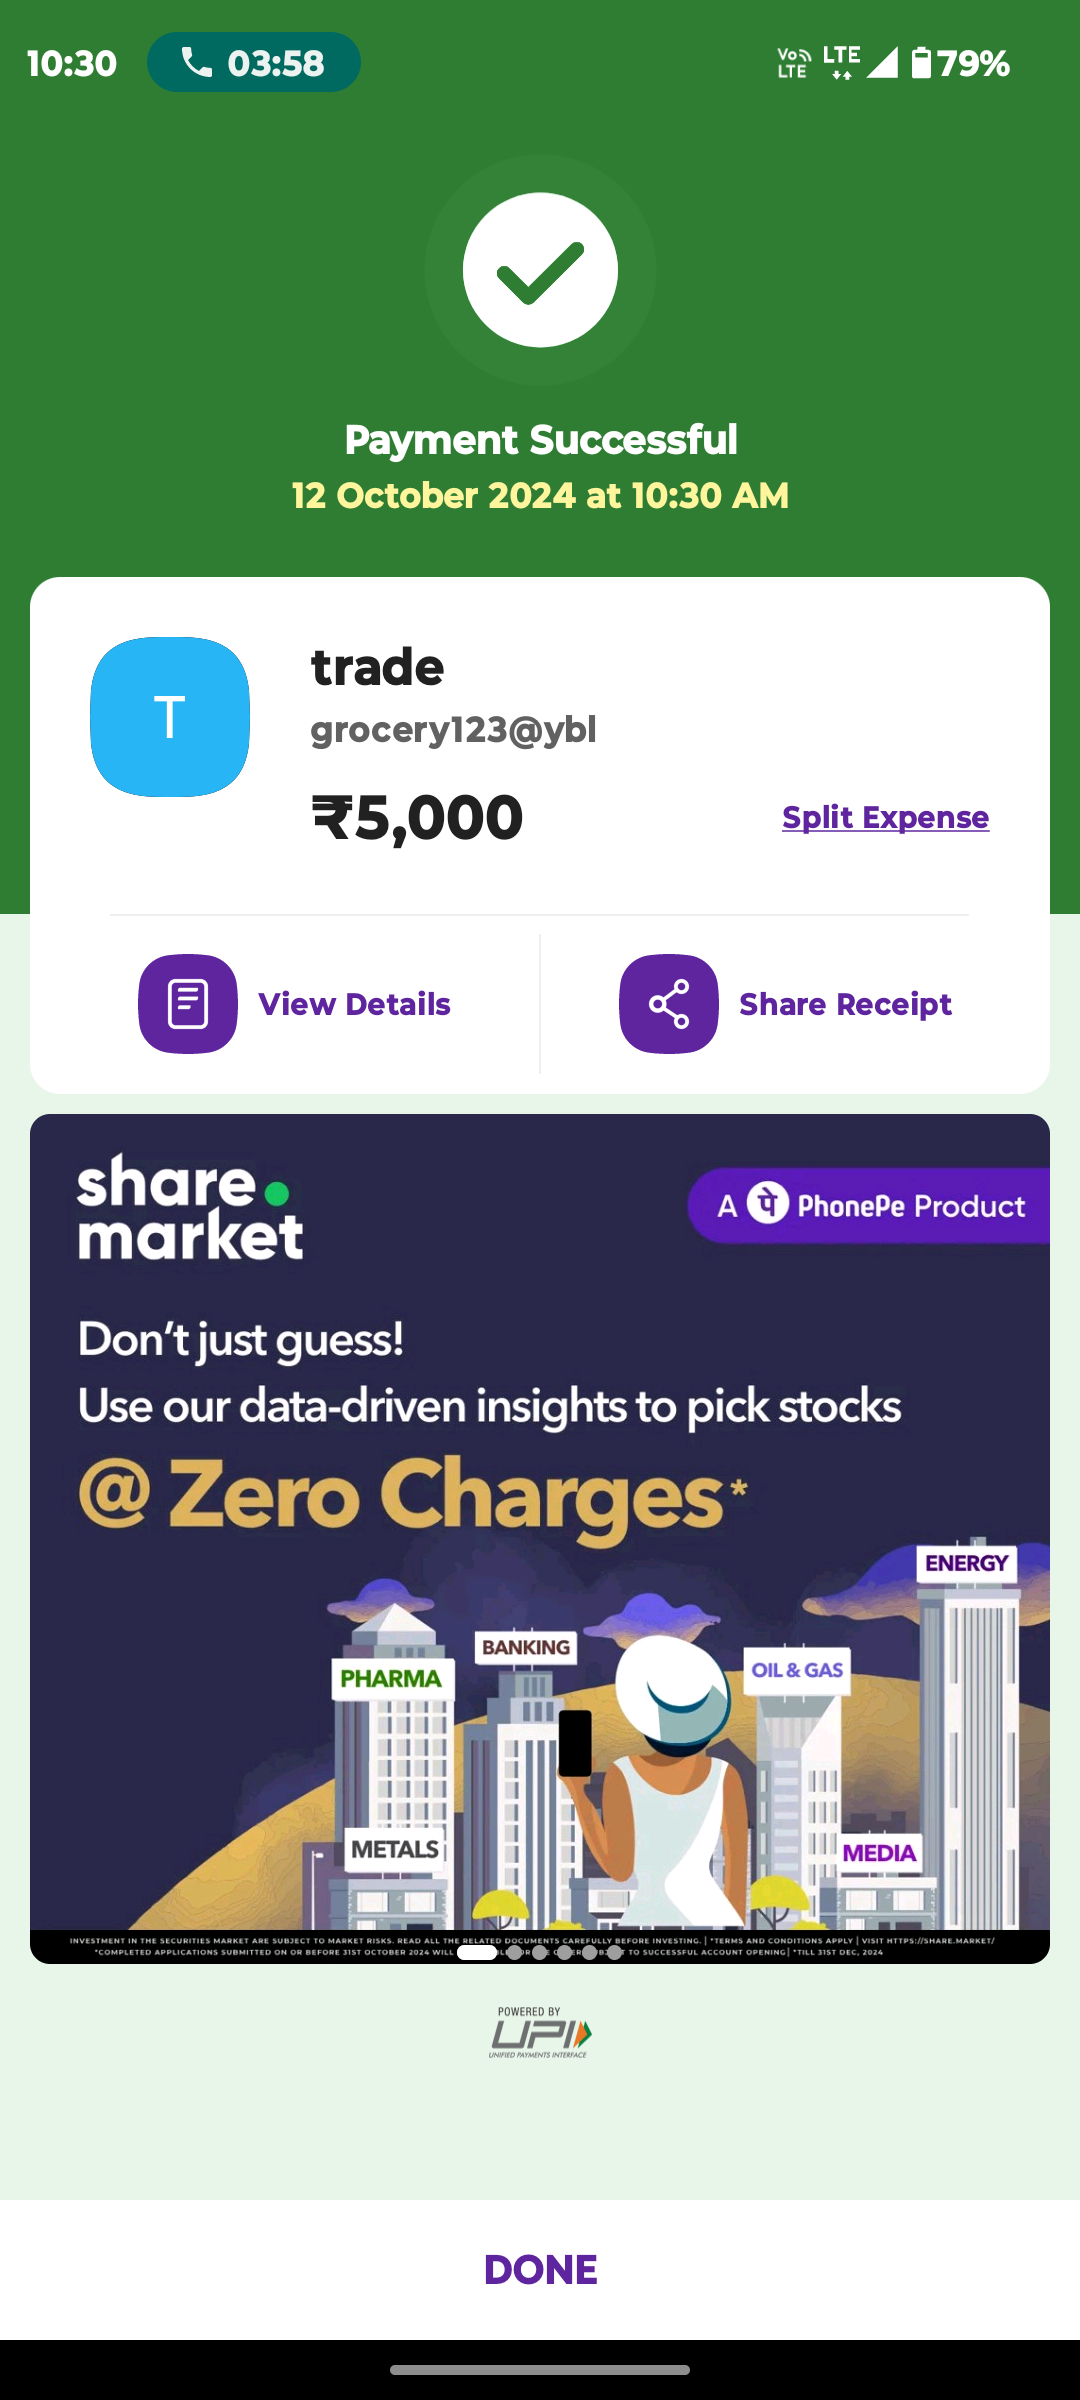 10:30 03:58 Vo LTE LTE 79%
Payment Successful
12 October 2024 at 10:30 AM
T
trade
grocery123@ybl
₹5,000
Split Expense
View Details
Share Receipt
share.
market
A पे PhonePe Product
Don't just guess!
Use our data-driven insights to pick stocks
@ Zero Charges*
ENERGY
BANKING
OIL & GAS
PHARMA
METALS
MEDIA
INVESTMENT IN THE SECURITIES MARKET ARE SUBJECT TO MARKET RISKS. READ ALL THE RELATED DOCUMENTS CAREFULLY BEFORE INVESTING. | *TERMS AND CONDITIONS APPLY | VISIT HTTPS://SHARE.MARKET/
*COMPLETED APPLICATIONS SUBMITTED ON OR BEFORE 31ST OCTOBER 2024 WILL TO SUCCESSFUL ACCOUNT OPENING| *TILL 31ST DEC, 2024
POWERED BY
UPI
UNIFIED PAYMENTS INTERFACE
DONE